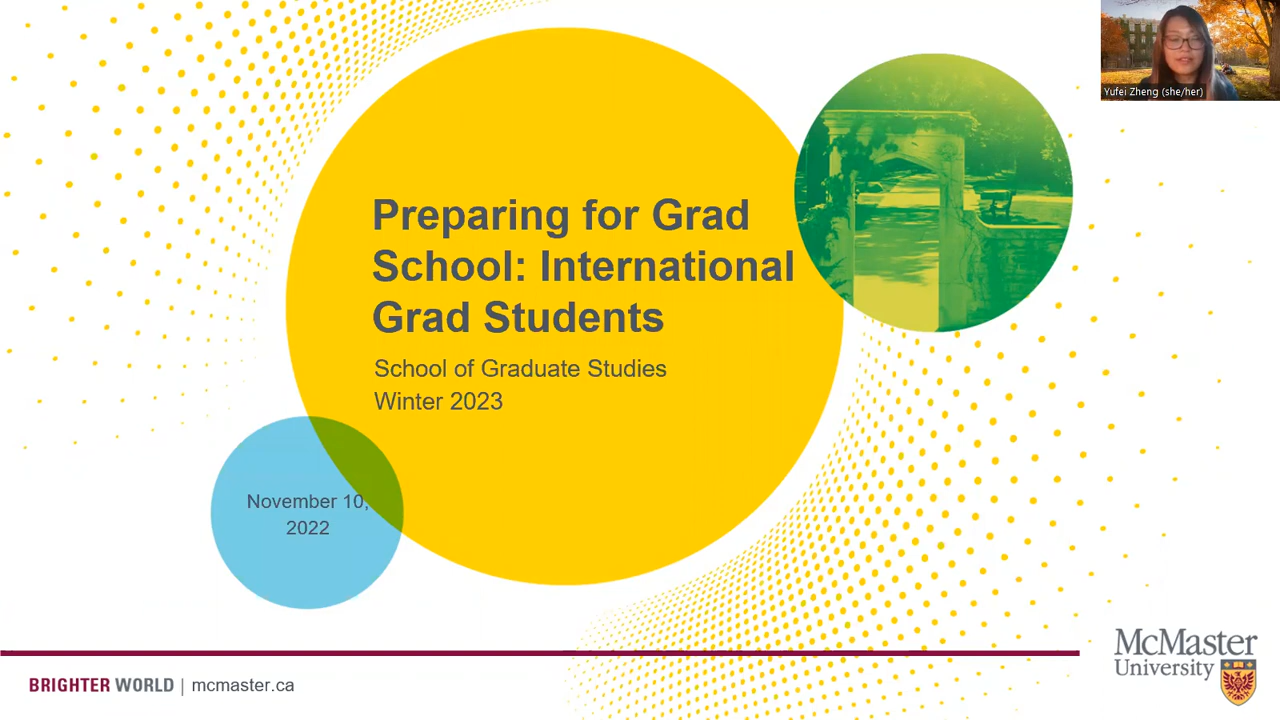 Yufei Zheng (she/her)
Preparing for Grad
School: International
Grad Students
School of Graduate Studies
Winter 2023
November 10,
2022
BRIGHTER WORLD | mcmaster.ca
McMaster
University